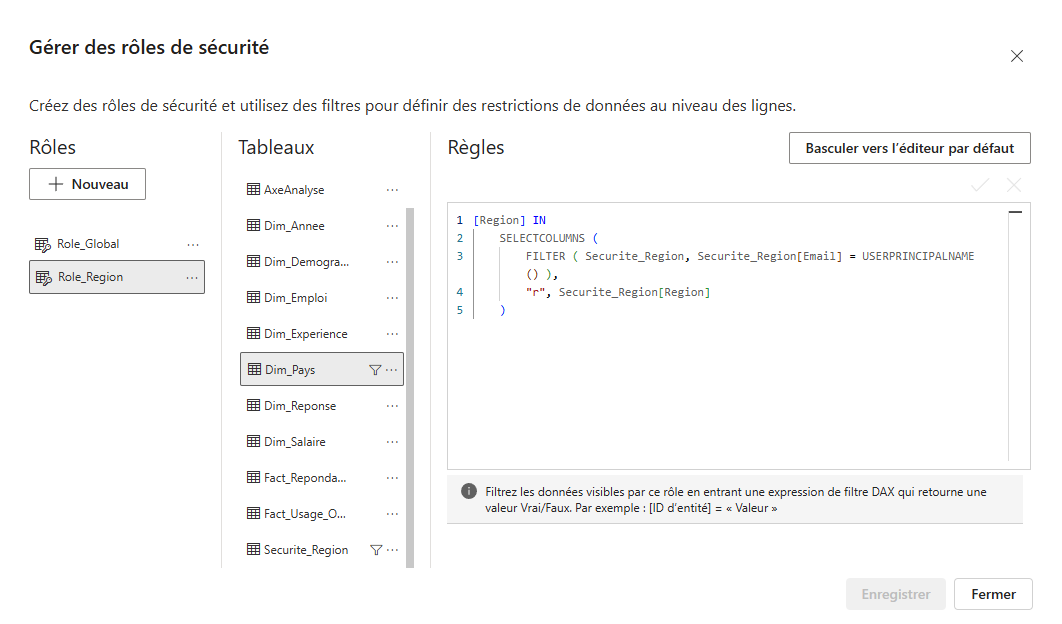 Gérer des rôles de sécurité
Créez des rôles de sécurité et utilisez des filtres pour définir des restrictions de données au niveau des lignes.
Rôles
Nouveau
Role_Global
Role_Region
Tableaux
AxeAnalyse
Dim_Annee
Dim_Demogra...
Dim_Emploi
Dim_Experience
Dim_Pays
Dim_Reponse
Dim_Salaire
Fact_Reponda...
Fact_Usage_O...
Securite_Region
Règles
Basculer vers l’éditeur par défaut
1 [Region] IN
2 SELECTCOLUMNS (
3 FILTER ( Securite_Region, Securite_Region[Email] = USERPRINCIPALNAME
() ),
4 "r", Securite_Region[Region]
5 )
Filtrez les données visibles par ce rôle en entrant une expression de filtre DAX qui retourne une
valeur Vrai/Faux. Par exemple : [ID d’entité] = « Valeur »
Enregistrer
Fermer